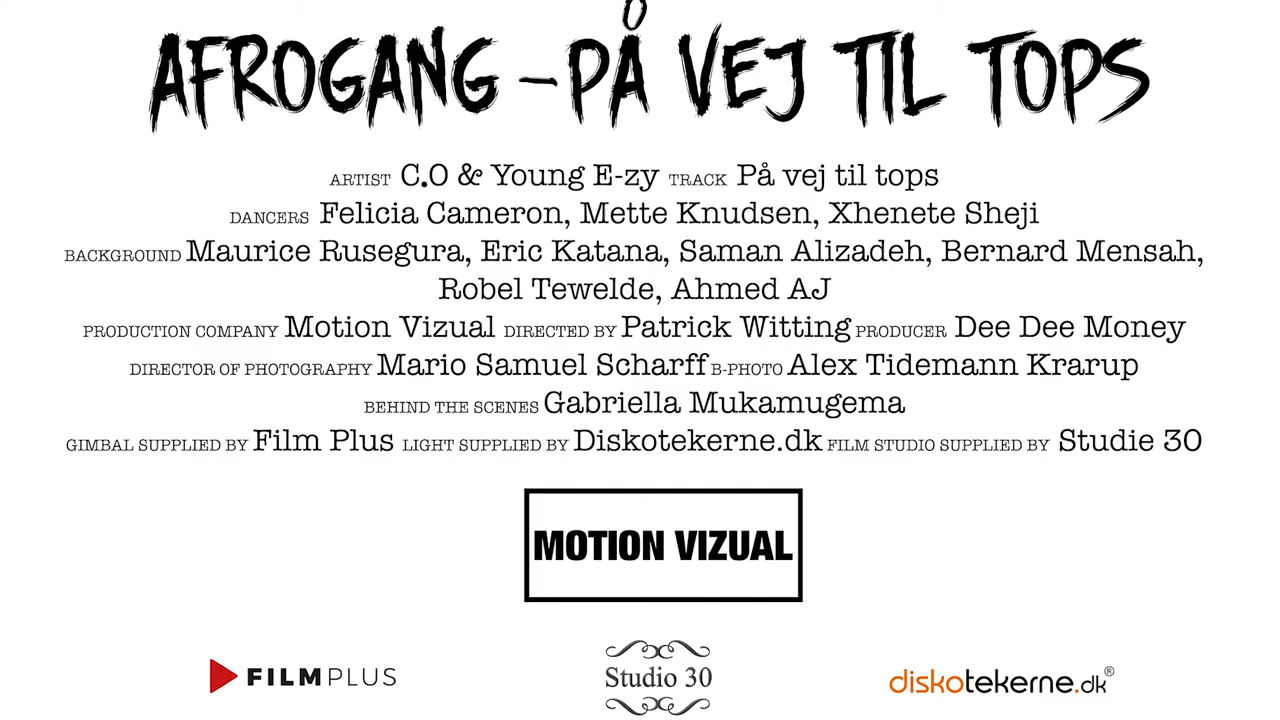 AFROGANG - PÅ VEJ TIL TOPS
ARTIST C.O & Young E-zy TRACK På vej til tops
DANCERS Felicia Cameron, Mette Knudsen, Xhenete Sheji
BACKGROUND Maurice Rusegura, Eric Katana, Saman Alizadeh, Bernard Mensah,
Robel Tewelde, Ahmed AJ
PRODUCTION COMPANY Motion Vizual DIRECTED BY Patrick Witting PRODUCER Dee Dee Money
DIRECTOR OF PHOTOGRAPHY Mario Samuel Scharff B-PHOTO Alex Tidemann Krarup
BEHIND THE SCENES Gabriella Mukamugema
GIMBAL SUPPLIED BY Film Plus LIGHT SUPPLIED BY Diskotekerne.dk FILM STUDIO SUPPLIED BY Studie 30
MOTION VIZUAL
FILMPLUS
Studio 30
diskotekerne.dk®